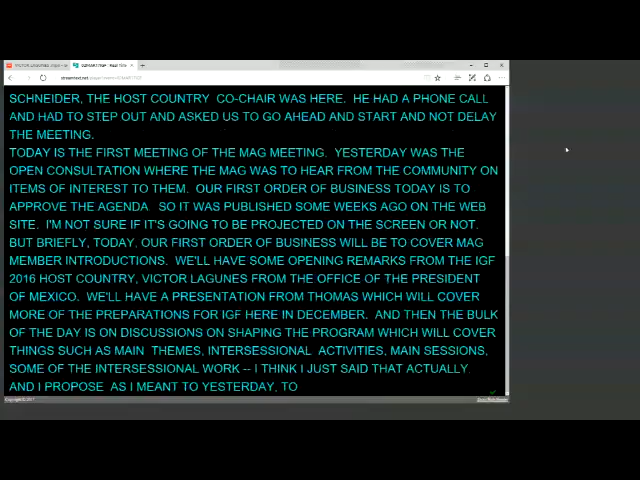 SCHNEIDER, THE HOST COUNTRY CO-CHAIR WAS HERE. HE HAD A PHONE CALL
AND HAD TO STEP OUT AND ASKED US TO GO AHEAD AND START AND NOT DELAY
THE MEETING.
TODAY IS THE FIRST MEETING OF THE MAG MEETING. YESTERDAY WAS THE
OPEN CONSULTATION WHERE THE MAG WAS TO HEAR FROM THE COMMUNITY ON
ITEMS OF INTEREST TO THEM. OUR FIRST ORDER OF BUSINESS TODAY IS TO
APPROVE THE AGENDA. SO IT WAS PUBLISHED SOME WEEKS AGO ON THE WEB
SITE. I'M NOT SURE IF IT'S GOING TO BE PROJECTED ON THE SCREEN OR NOT.
BUT BRIEFLY, TODAY, OUR FIRST ORDER OF BUSINESS WILL BE TO COVER MAG
MEMBER INTRODUCTIONS. WE'LL HAVE SOME OPENING REMARKS FROM THE IGF
2016 HOST COUNTRY, VICTOR LAGUNES FROM THE OFFICE OF THE PRESIDENT
OF MEXICO. WE'LL HAVE A PRESENTATION FROM THOMAS WHICH WILL COVER
MORE OF THE PREPARATIONS FOR IGF HERE IN DECEMBER. AND THEN THE BULK
OF THE DAY IS ON DISCUSSIONS ON SHAPING THE PROGRAM WHICH WILL COVER
THINGS SUCH AS MAIN THEMES, INTERSESSIONAL ACTIVITIES, MAIN SESSIONS,
SOME OF THE INTERSESSIONAL WORK -- I THINK I JUST SAID THAT ACTUALLY.
AND I PROPOSE AS I MEANT TO YESTERDAY, TO